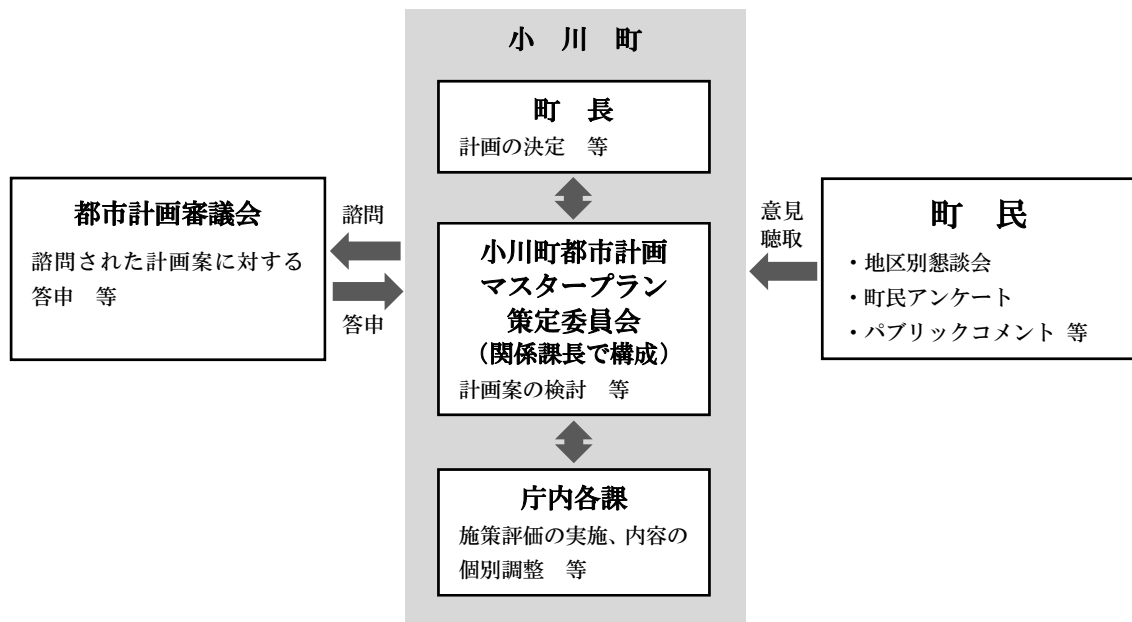 小 川 町
町 長
計画の決定 等
都市計画審議会
諮問された計画案に対する
答申 等
諮問
答申
小川町都市計画
マスタープラン
策定委員会
（関係課長で構成）
計画案の検討 等
意見
聴取
町 民
・地区別懇談会
・町民アンケート
・パブリックコメント 等
庁内各課
施策評価の実施、内容の
個別調整 等